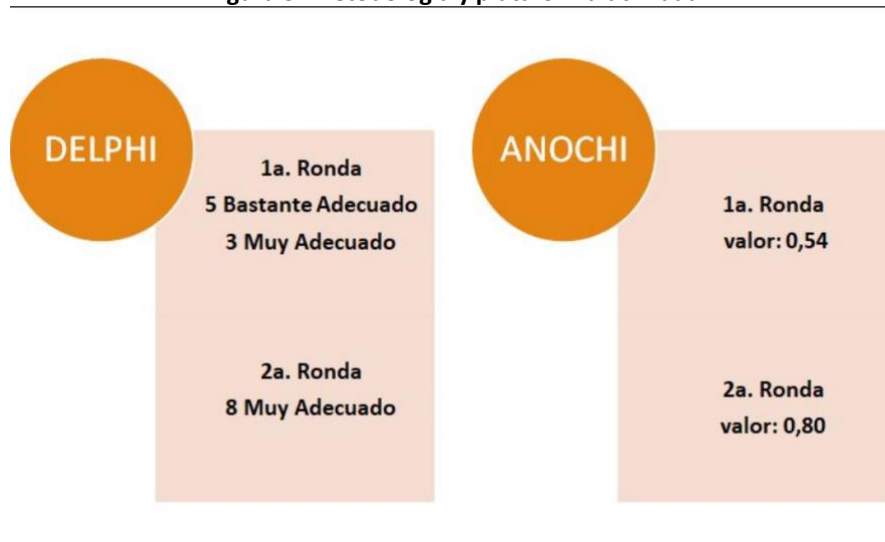 DELPHI
1a. Ronda
5 Bastante Adecuado
3 Muy Adecuado
2a. Ronda
8 Muy Adecuado
ANOCHI
1a. Ronda
valor: 0,54
2a. Ronda
valor: 0,80